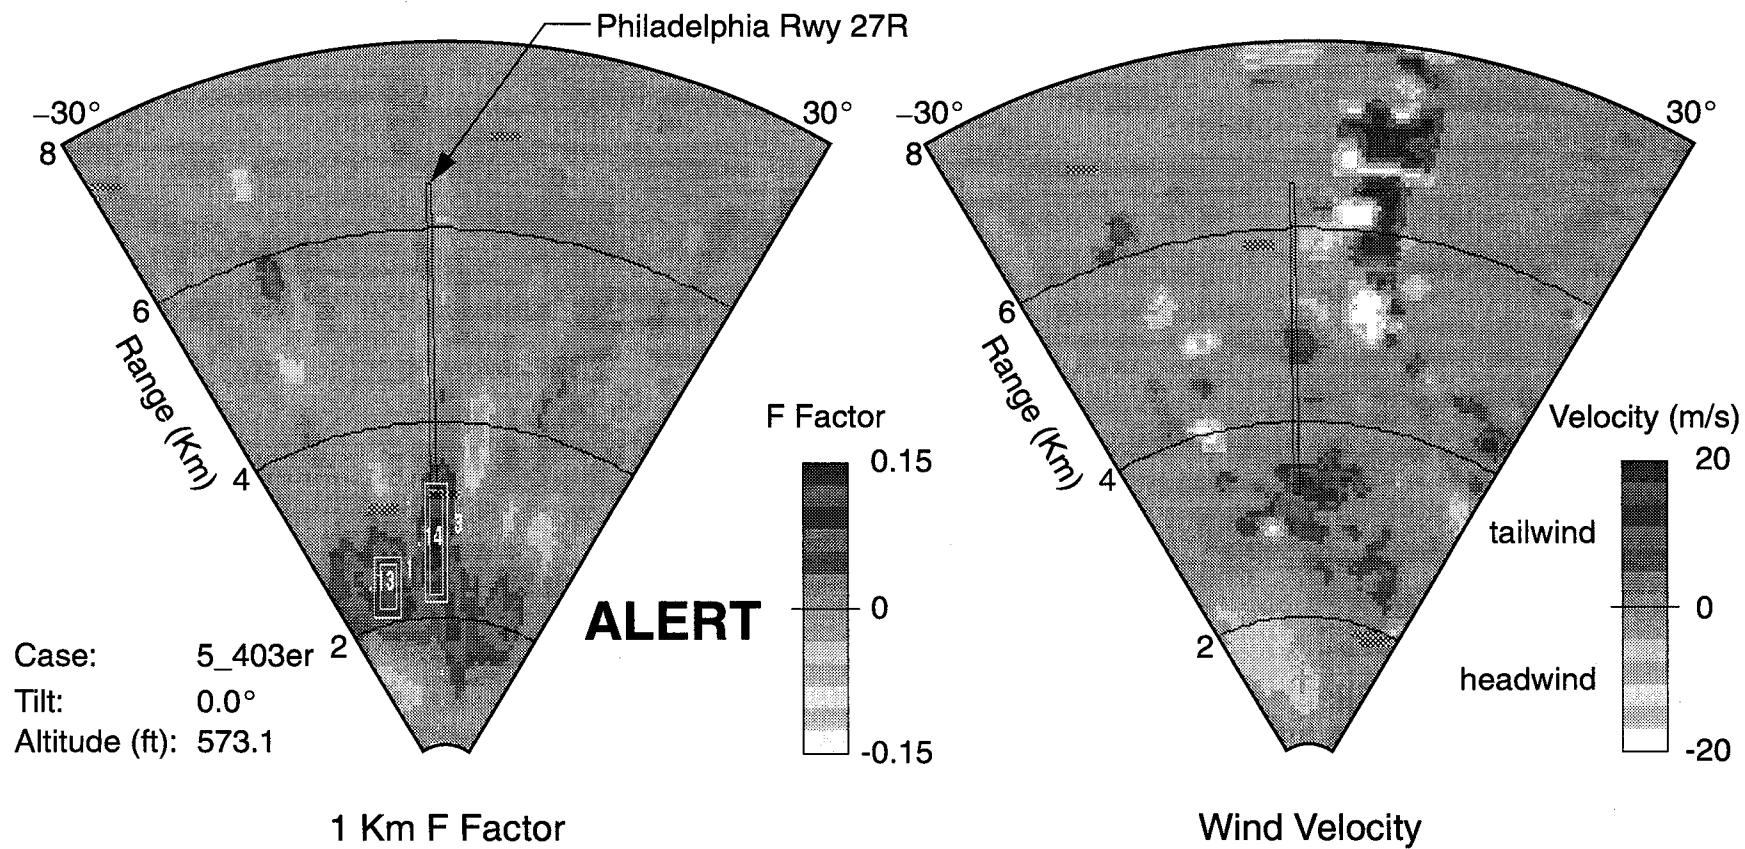 Philadelphia Rwy 27R
−30°
30°
−30°
30°
8
8
6
6
Range (Km)
Range (Km)
F Factor
Velocity (m/s)
0.15
20
4
4
3
.14
tailwind
1
.13
ALERT
0
0
2
2
Case: 5_403er
headwind
Tilt: 0.0°
Altitude (ft): 573.1
-0.15
-20
1 Km F Factor
Wind Velocity